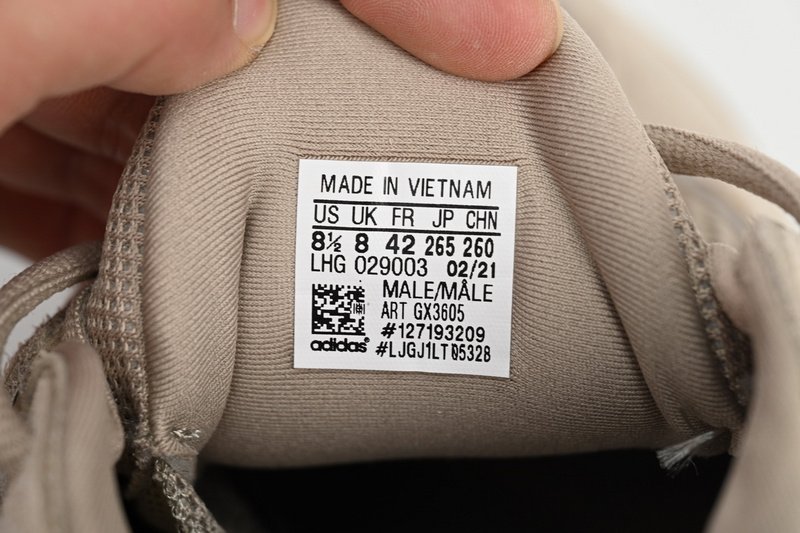 MADE IN VIETNAM
US UK FR JP CHN
8½ 8 42 265 260
LHG 029003 02/21
MALE/MÂLE
ART GX3605
#127193209
#LJGJ1LT05328
adidas®